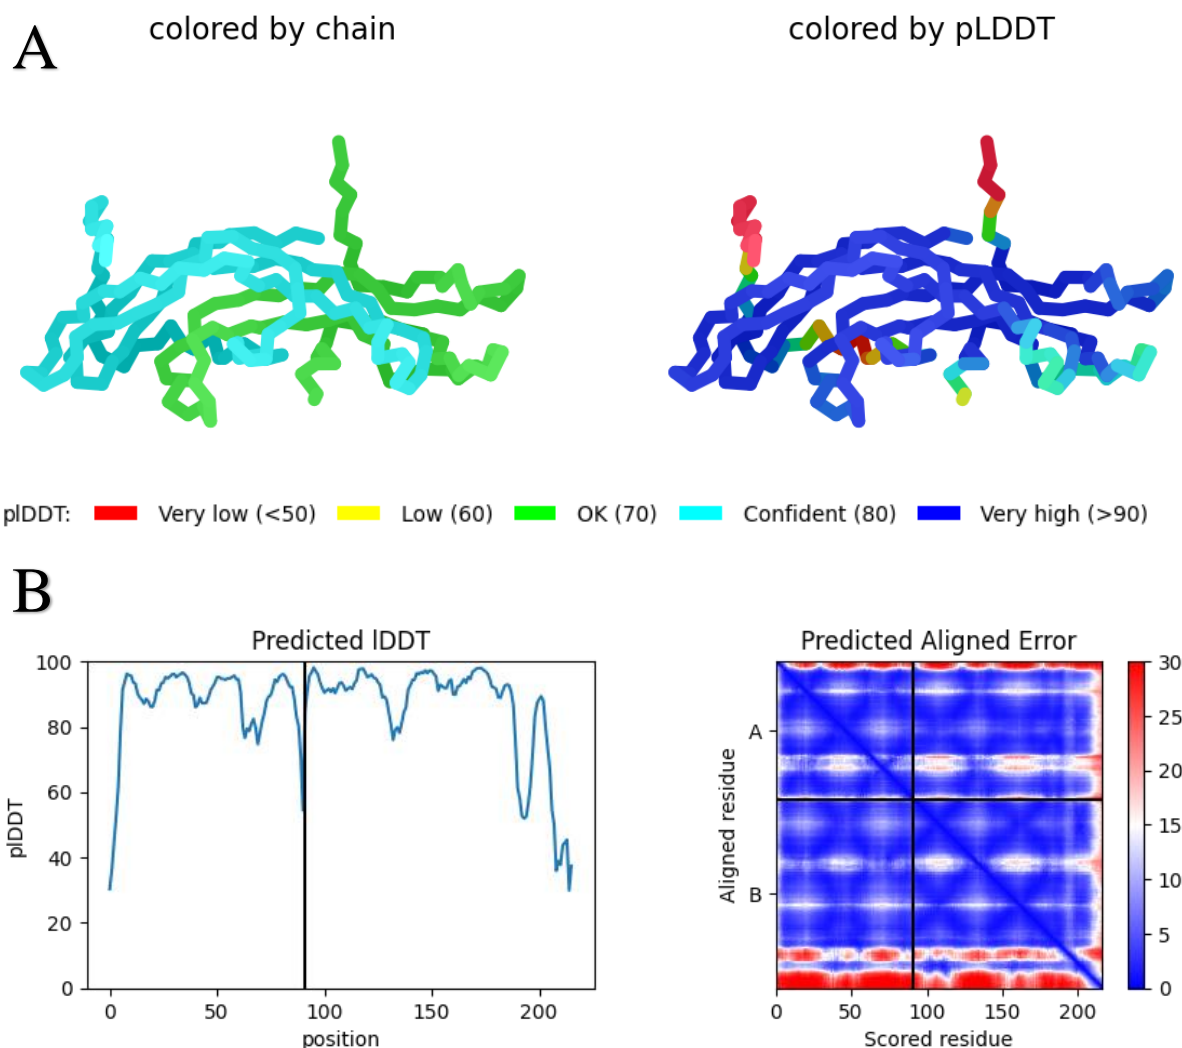 A
colored by chain
colored by pLDDT
plDDT: Very low (<50) Low (60) OK (70) Confident (80) Very high (>90)
B
Predicted lDDT
100
80
60
40
20
0
plDDT
0 50 100 150 200
position
Predicted Aligned Error
A
B
Aligned residue
0 50 100 150 200
Scored residue
30
25
20
15
10
5
0